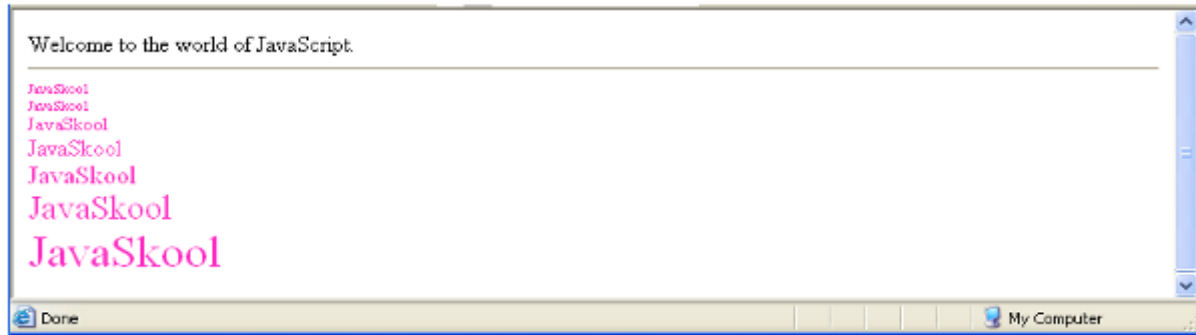 Welcome to the world of JavaScript.
JavaSkool
JavaSkool
JavaSkool
JavaSkool
JavaSkool
JavaSkool
JavaSkool
Done
My Computer